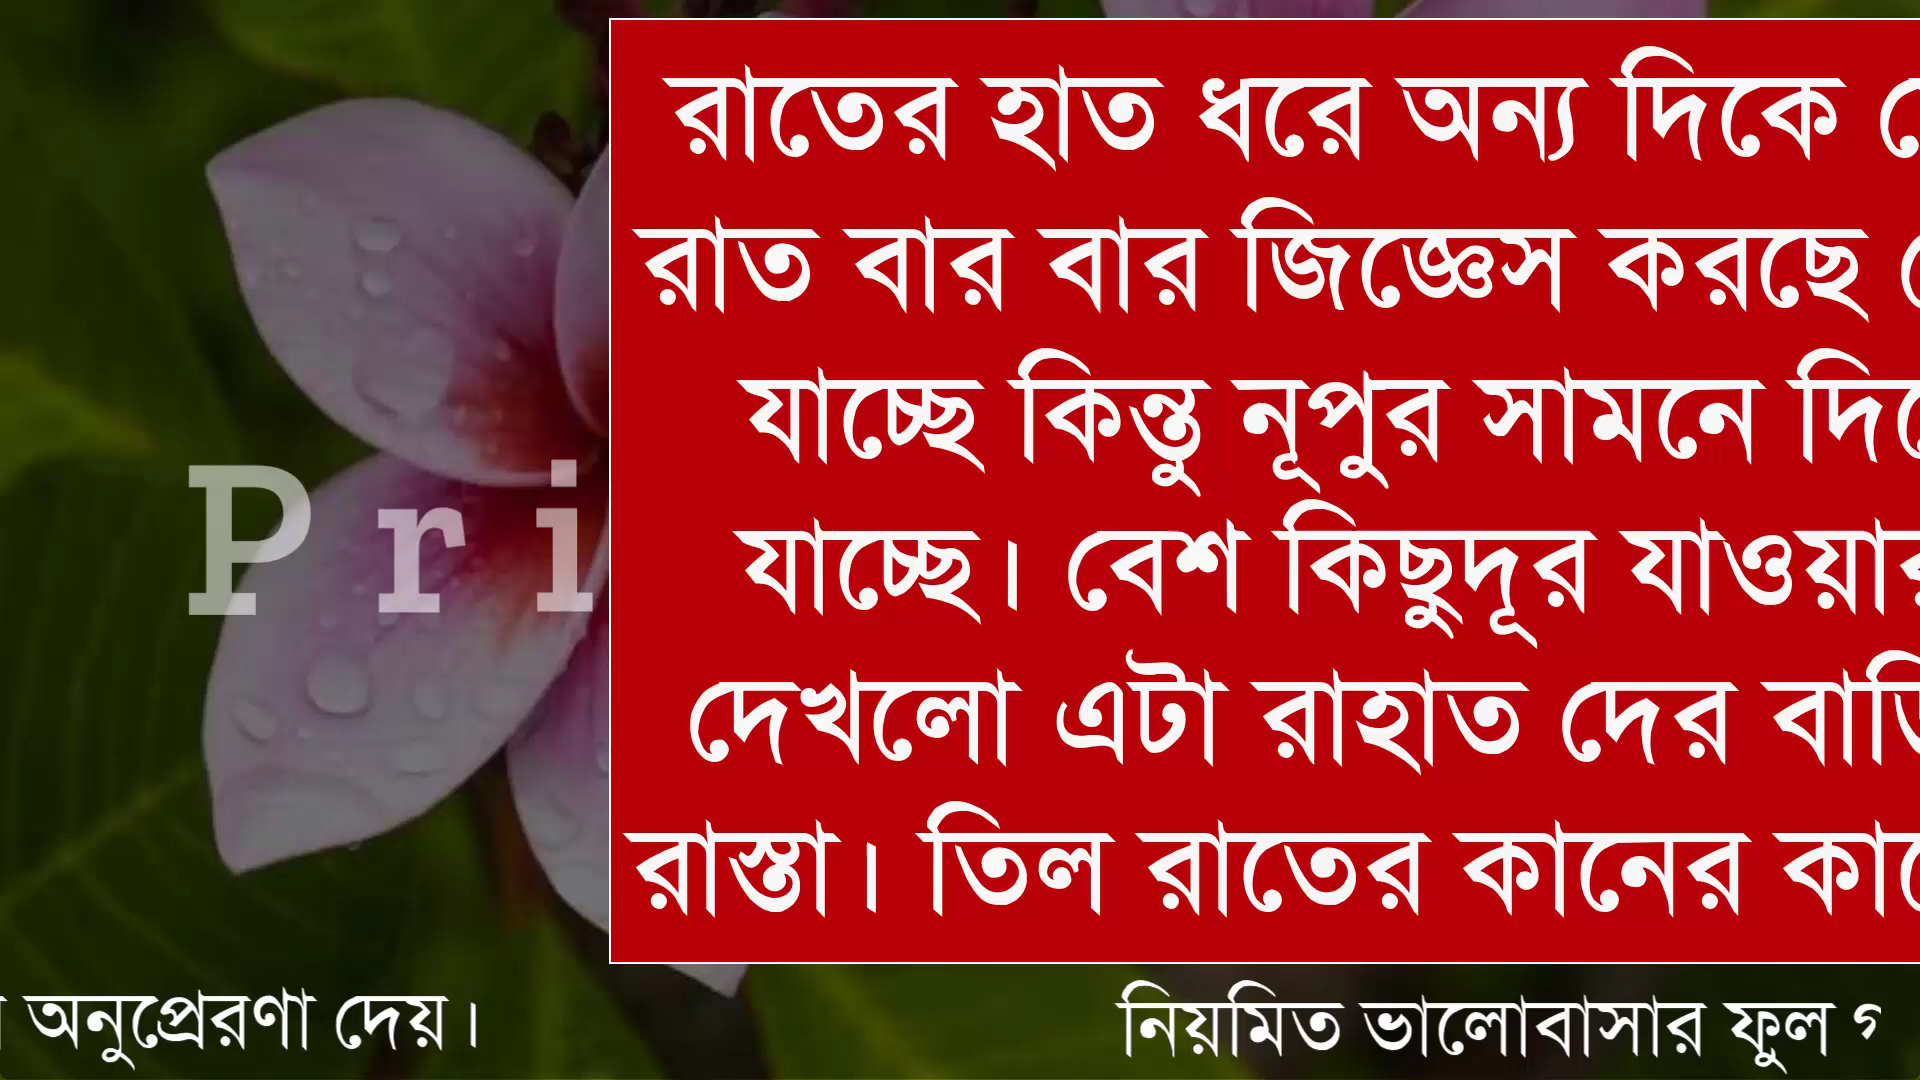 রাতের হাত ধরে অন্য দিকে
রাত বার বার জিজ্ঞেস করছে
যাচ্ছে কিন্তু নূপুর সামনে
যাচ্ছে। বেশ কিছুদূর
দেখলো এটা রাহাত দের
রাস্তা। তিল রাতের কানের
Pri
অনুপ্রেরণা দেয়। নিয়মিত ভালোবাসার ফুল